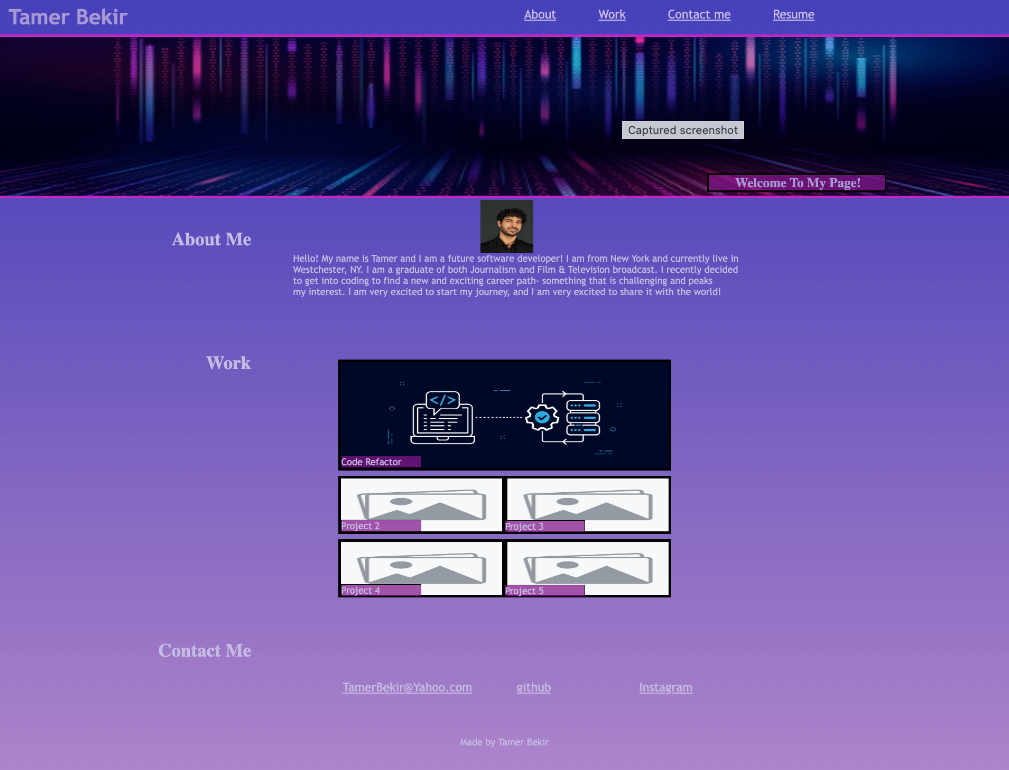 Tamer Bekir
About Work Contact me Resume
Captured screenshot
Welcome To My Page!
About Me
Hello! My name is Tamer and I am a future software developer! I am from New York and currently live in
Westchester, NY. I am a graduate of both Journalism and Film & Television broadcast. I recently decided
to get into coding to find a new and exciting career path- something that is challenging and peaks
my interest. I am very excited to start my journey, and I am very excited to share it with the world!
Work
</>
Code Refactor
Project 2
Project 3
Project 4
Project 5
Contact Me
TamerBekir@Yahoo.com github Instagram
Made by Tamer Bekir